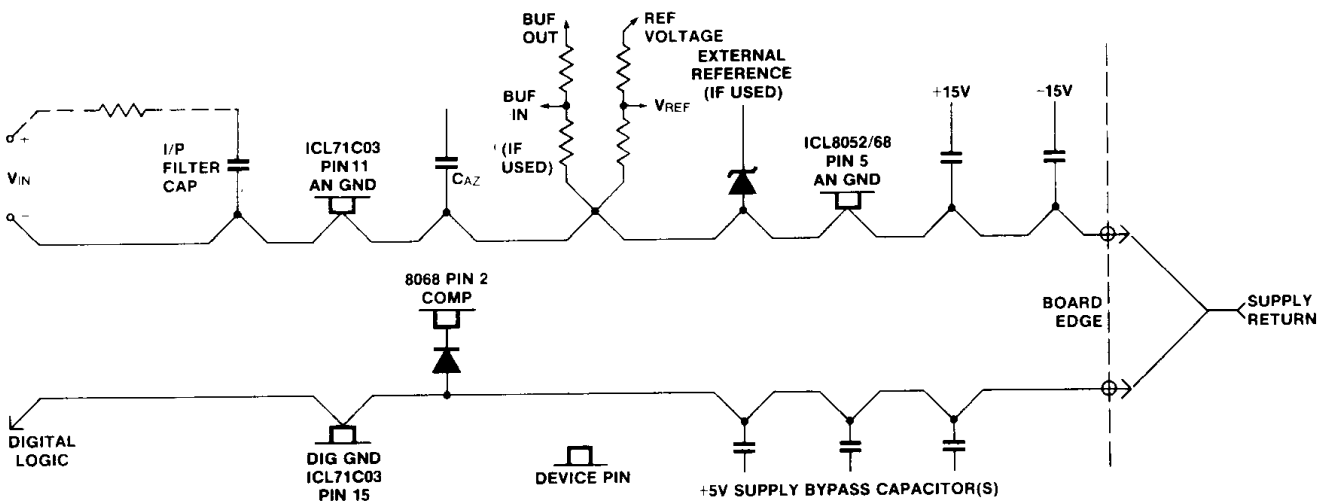 BUF
OUT
REF
VOLTAGE
EXTERNAL
REFERENCE
(IF USED)
+15V
-15V
BUF
IN
VREF
(IF
USED)
+
VIN
-
I/P
FILTER
CAP
ICL71C03
PIN 11
AN GND
CAZ
ICL8052/68
PIN 5
AN GND
8068 PIN 2
COMP
BOARD
EDGE
SUPPLY
RETURN
DIGITAL
LOGIC
DIG GND
ICL71C03
PIN 15
DEVICE PIN
+5V SUPPLY BYPASS CAPACITOR(S)